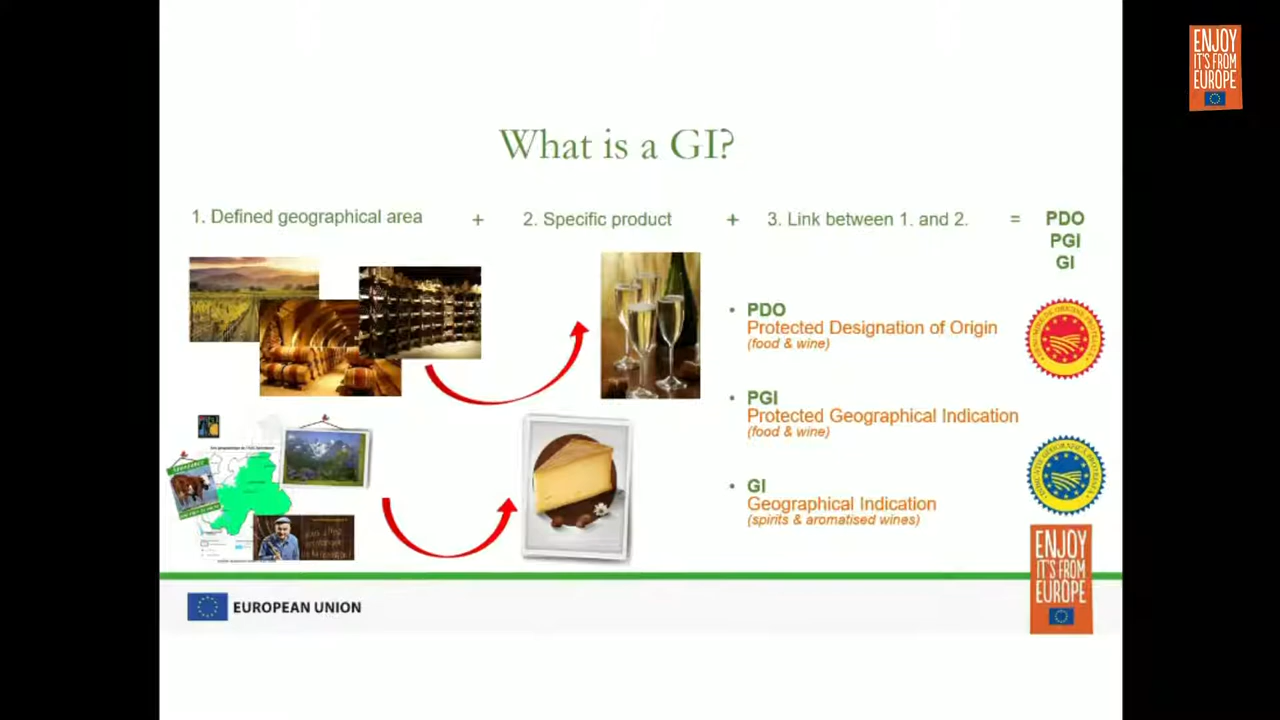 ENJOY
IT'S FROM
EUROPE
What is a GI?
1. Defined geographical area + 2. Specific product + 3. Link between 1. and 2. = PDO
PGI
GI
• PDO
Protected Designation of Origin
(food & wine)
• PGI
Protected Geographical Indication
(food & wine)
• GI
Geographical Indication
(spirits & aromatised wines)
Abondance
ENJOY
IT'S FROM
EUROPE
EUROPEAN UNION